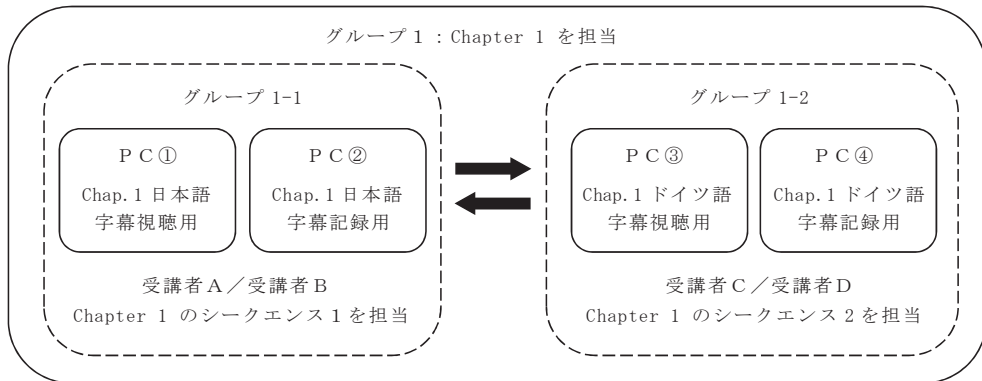 グループ１：Chapter 1 を担当
グループ 1-1
ＰＣ①
Chap.1 日本語
字幕視聴用
ＰＣ②
Chap.1 日本語
字幕記録用
受講者Ａ／受講者Ｂ
Chapter 1 のシークエンス１を担当
グループ 1-2
ＰＣ③
Chap.1 ドイツ語
字幕視聴用
ＰＣ④
Chap.1 ドイツ語
字幕記録用
受講者Ｃ／受講者Ｄ
Chapter 1 のシークエンス２を担当